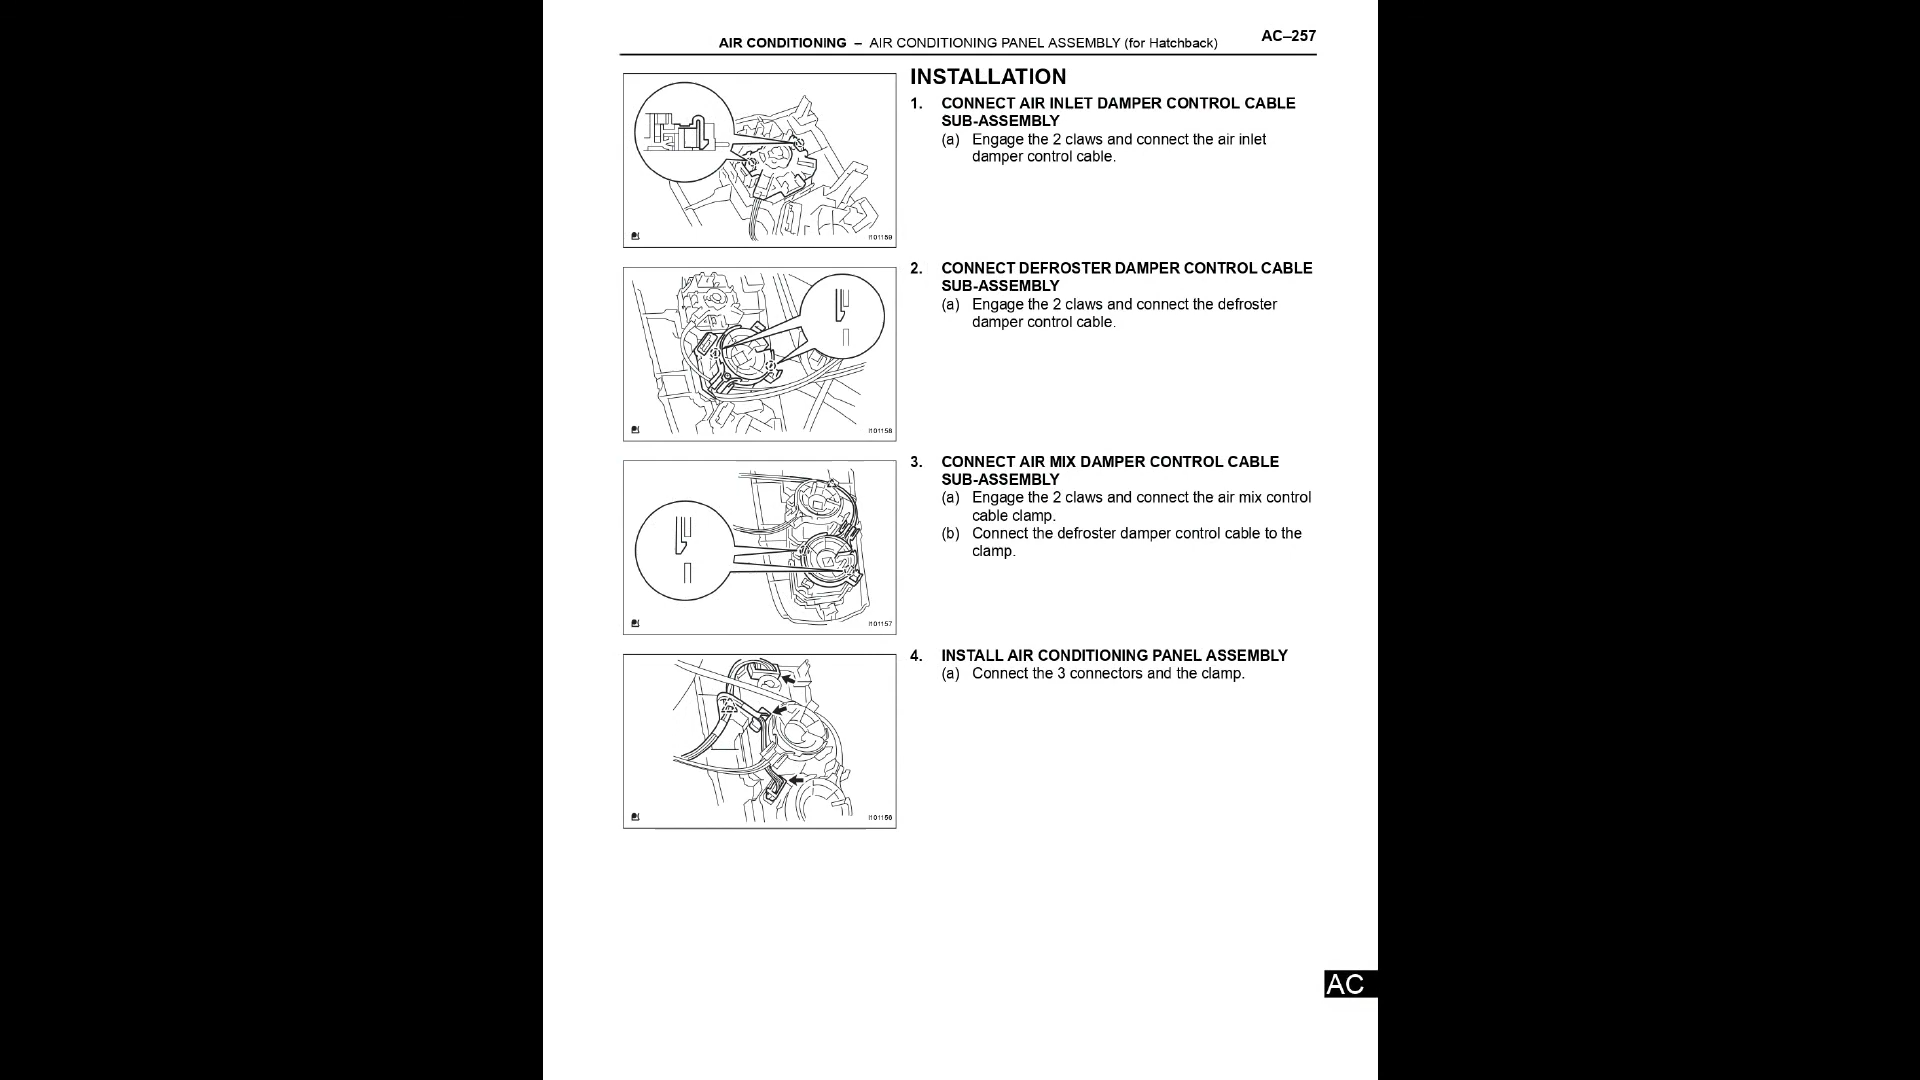 AIR CONDITIONING – AIR CONDITIONING PANEL ASSEMBLY (for Hatchback)
AC–257
INSTALLATION
1. CONNECT AIR INLET DAMPER CONTROL CABLE
SUB-ASSEMBLY
(a) Engage the 2 claws and connect the air inlet
damper control cable.
I101159
2. CONNECT DEFROSTER DAMPER CONTROL CABLE
SUB-ASSEMBLY
(a) Engage the 2 claws and connect the defroster
damper control cable.
I101158
3. CONNECT AIR MIX DAMPER CONTROL CABLE
SUB-ASSEMBLY
(a) Engage the 2 claws and connect the air mix control
cable clamp.
(b) Connect the defroster damper control cable to the
clamp.
I101157
4. INSTALL AIR CONDITIONING PANEL ASSEMBLY
(a) Connect the 3 connectors and the clamp.
I101156
AC